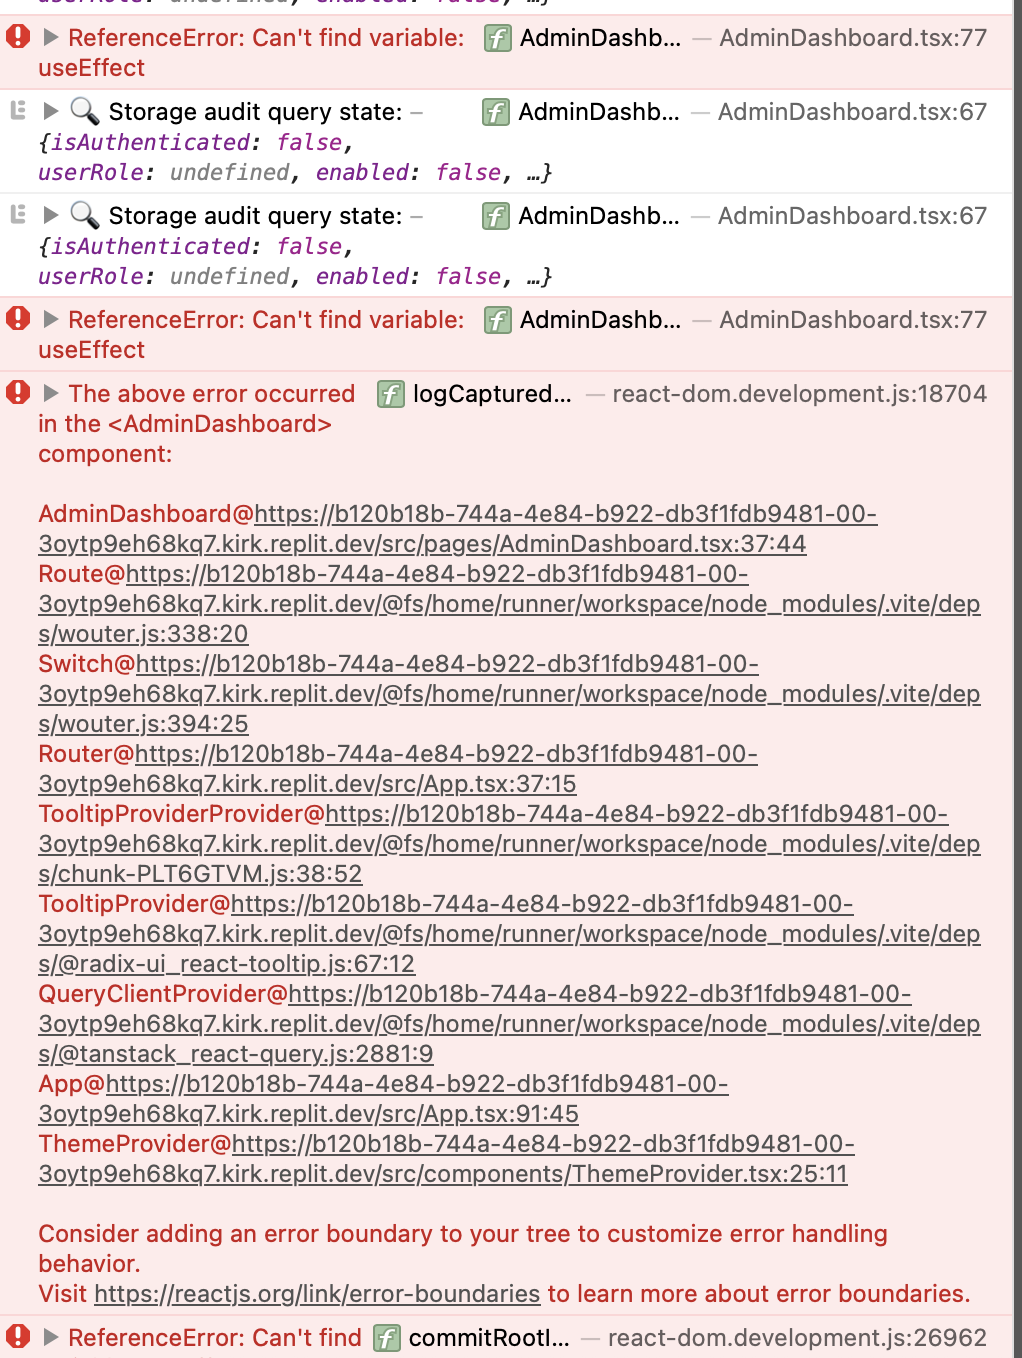 userRole: undefined, enabled: false, …}
ReferenceError: Can't find variable: AdminDashb... — AdminDashboard.tsx:77
useEffect
Storage audit query state: – AdminDashb... — AdminDashboard.tsx:67
{isAuthenticated: false,
userRole: undefined, enabled: false, …}
Storage audit query state: – AdminDashb... — AdminDashboard.tsx:67
{isAuthenticated: false,
userRole: undefined, enabled: false, …}
ReferenceError: Can't find variable: AdminDashb... — AdminDashboard.tsx:77
useEffect
The above error occurred logCaptured... — react-dom.development.js:18704
in the <AdminDashboard>
component:
AdminDashboard@https://b120b18b-744a-4e84-b922-db3f1fdb9481-00-
3oytp9eh68kq7.kirk.replit.dev/src/pages/AdminDashboard.tsx:37:44
Route@https://b120b18b-744a-4e84-b922-db3f1fdb9481-00-
3oytp9eh68kq7.kirk.replit.dev/@fs/home/runner/workspace/node_modules/.vite/dep
s/wouter.js:338:20
Switch@https://b120b18b-744a-4e84-b922-db3f1fdb9481-00-
3oytp9eh68kq7.kirk.replit.dev/@fs/home/runner/workspace/node_modules/.vite/dep
s/wouter.js:394:25
Router@https://b120b18b-744a-4e84-b922-db3f1fdb9481-00-
3oytp9eh68kq7.kirk.replit.dev/src/App.tsx:37:15
TooltipProviderProvider@https://b120b18b-744a-4e84-b922-db3f1fdb9481-00-
3oytp9eh68kq7.kirk.replit.dev/@fs/home/runner/workspace/node_modules/.vite/dep
s/chunk-PLT6GTVM.js:38:52
TooltipProvider@https://b120b18b-744a-4e84-b922-db3f1fdb9481-00-
3oytp9eh68kq7.kirk.replit.dev/@fs/home/runner/workspace/node_modules/.vite/dep
s/@radix-ui_react-tooltip.js:67:12
QueryClientProvider@https://b120b18b-744a-4e84-b922-db3f1fdb9481-00-
3oytp9eh68kq7.kirk.replit.dev/@fs/home/runner/workspace/node_modules/.vite/dep
s/@tanstack_react-query.js:2881:9
App@https://b120b18b-744a-4e84-b922-db3f1fdb9481-00-
3oytp9eh68kq7.kirk.replit.dev/src/App.tsx:91:45
ThemeProvider@https://b120b18b-744a-4e84-b922-db3f1fdb9481-00-
3oytp9eh68kq7.kirk.replit.dev/src/components/ThemeProvider.tsx:25:11
Consider adding an error boundary to your tree to customize error handling
behavior.
Visit https://reactjs.org/link/error-boundaries to learn more about error boundaries.
ReferenceError: Can't find commitRootI... — react-dom.development.js:26962